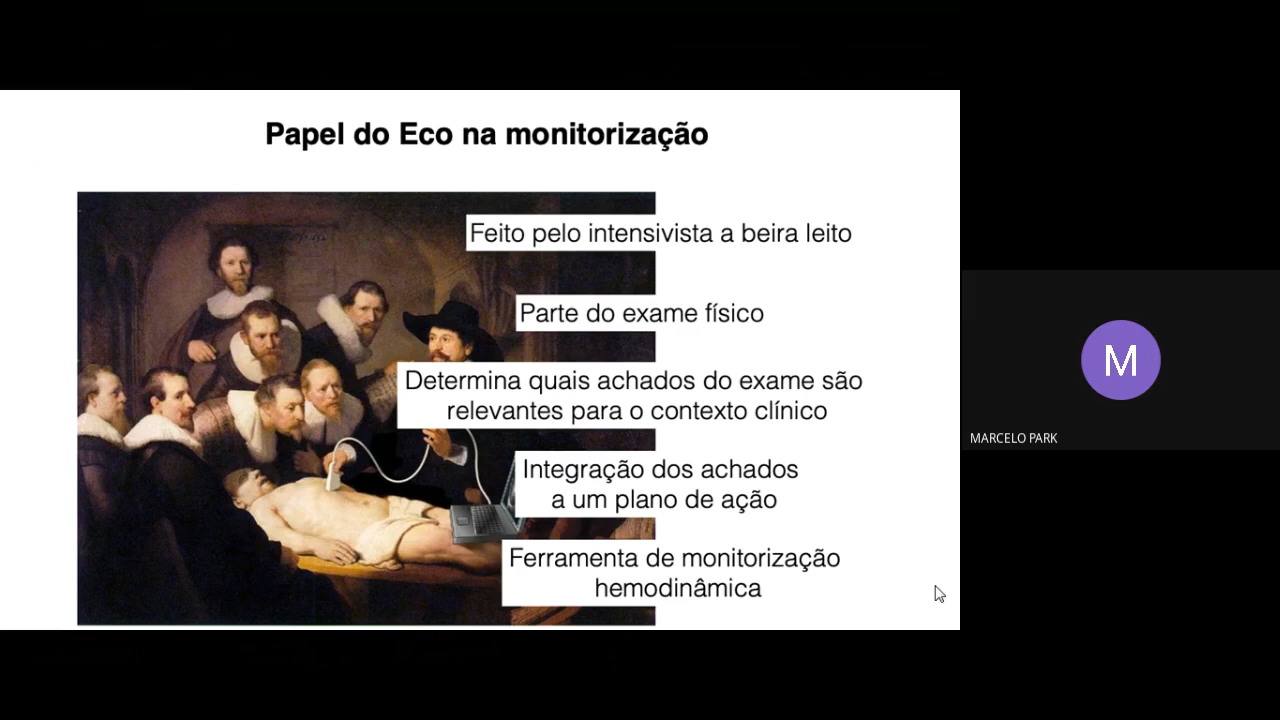 Papel do Eco na monitorização
Feito pelo intensivista a beira leito
Parte do exame físico
Determina quais achados do exame são
relevantes para o contexto clínico
Integração dos achados
a um plano de ação
Ferramenta de monitorização
hemodinâmica
M
MARCELO PARK